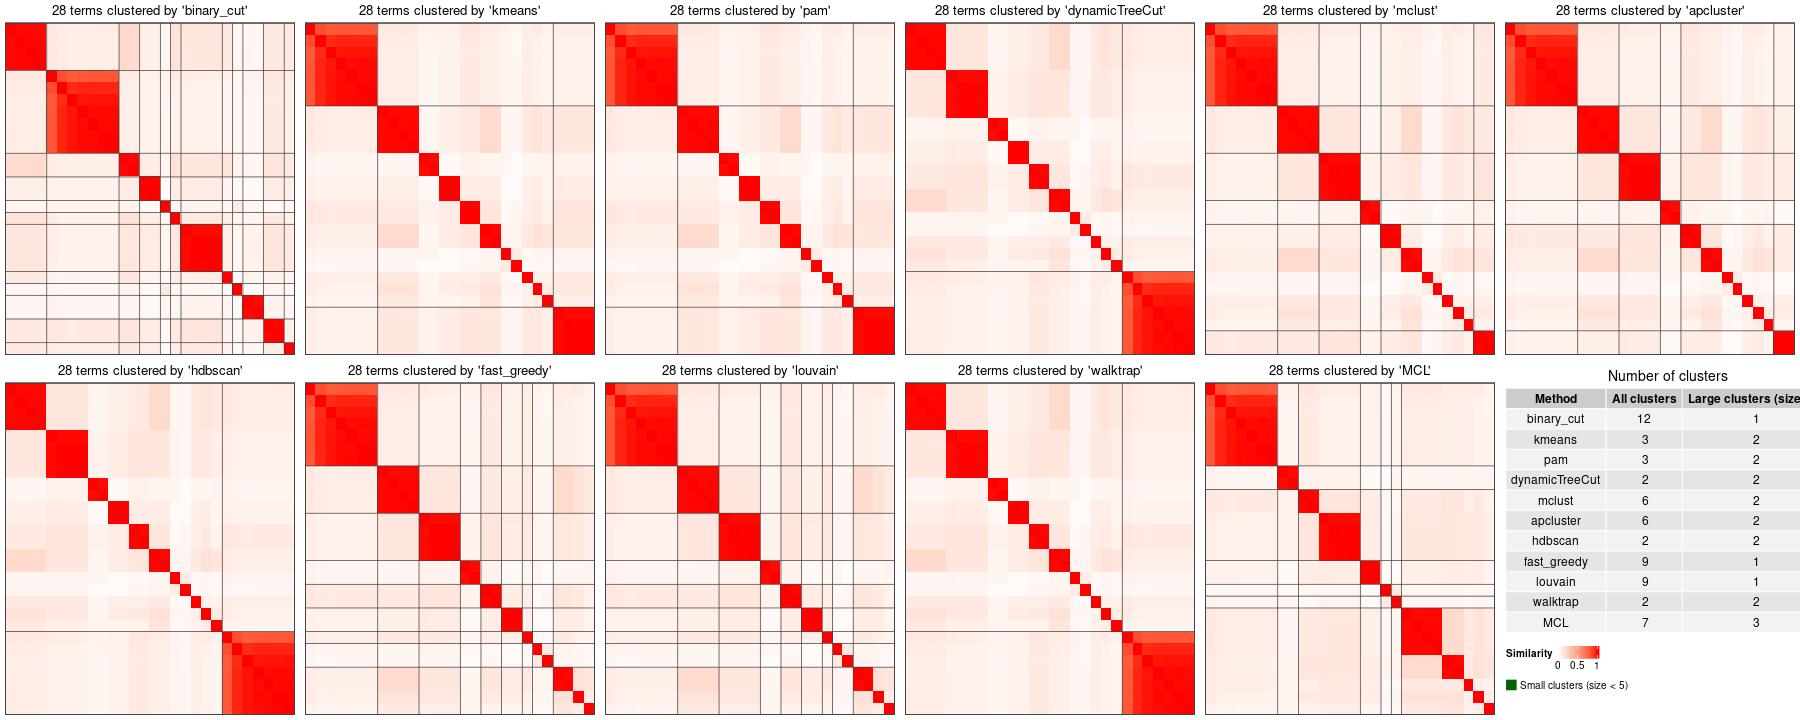 28 terms clustered by 'binary_cut'
28 terms clustered by 'kmeans'
28 terms clustered by 'pam'
28 terms clustered by 'dynamicTreeCut'
28 terms clustered by 'mclust'
28 terms clustered by 'apcluster'
28 terms clustered by 'hdbscan'
28 terms clustered by 'fast_greedy'
28 terms clustered by 'louvain'
28 terms clustered by 'walktrap'
28 terms clustered by 'MCL'
Number of clusters
Method All clusters Large clusters (size
binary_cut 12 1
kmeans 3 2
pam 3 2
dynamicTreeCut 2 2
mclust 6 2
apcluster 6 2
hdbscan 2 2
fast_greedy 9 1
louvain 9 1
walktrap 2 2
MCL 7 3
Similarity
0 0.5 1
Small clusters (size < 5)